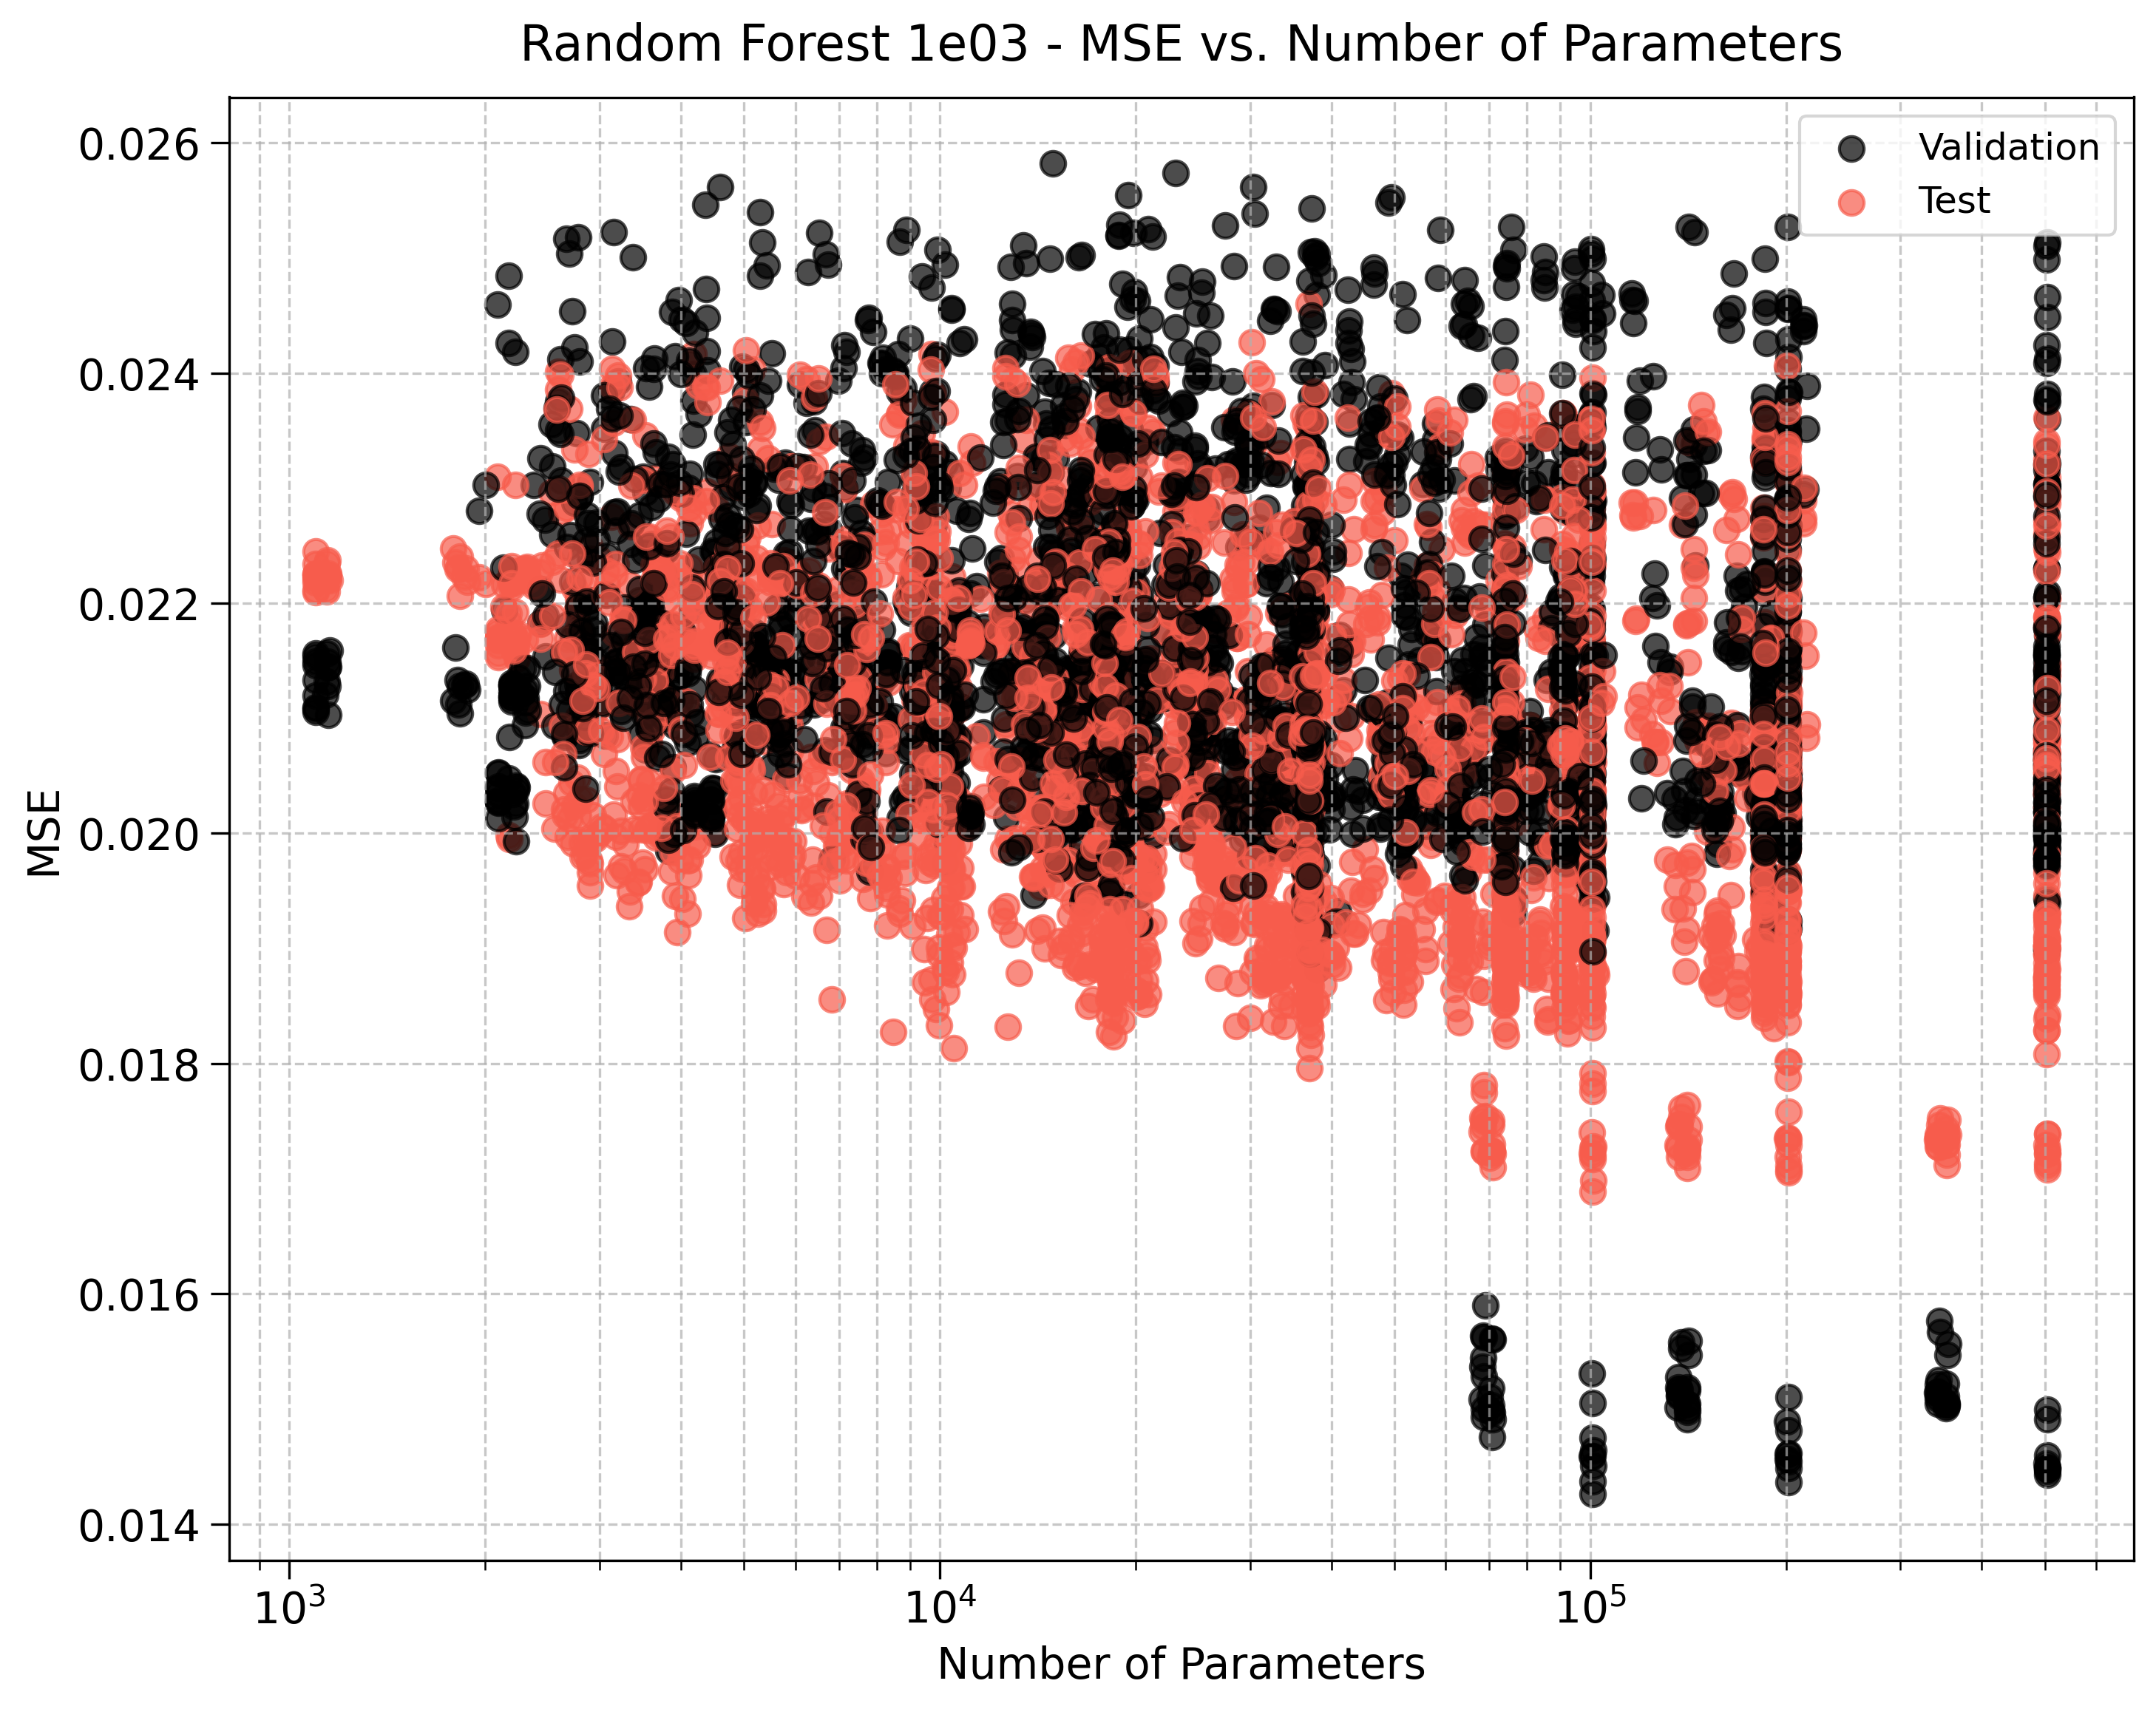 Random Forest 1e03 - MSE vs. Number of Parameters
Validation
Test
0.026
0.024
0.022
0.020
0.018
0.016
0.014
MSE
10³ 10⁴ 10⁵
Number of Parameters